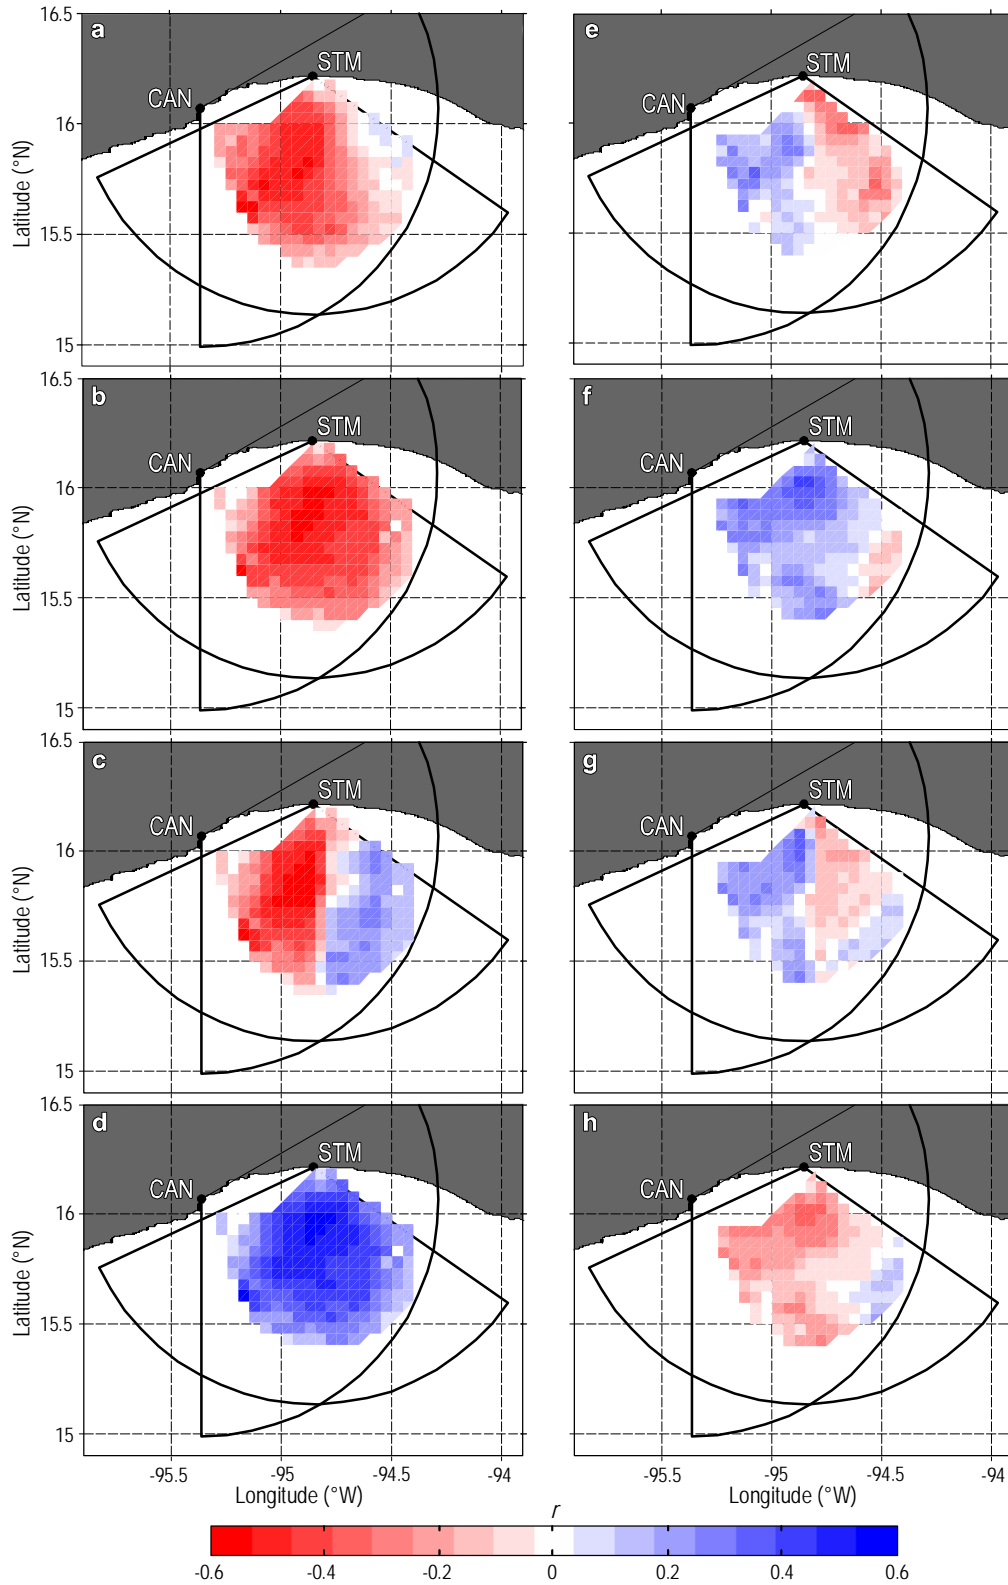 16.5
a
STM
CAN
16
15.5
15
Latitude (°N)
e
STM
CAN
16.5
b
STM
CAN
16
15.5
15
Latitude (°N)
f
STM
CAN
16.5
c
STM
CAN
16
15.5
15
Latitude (°N)
g
STM
CAN
16.5
d
STM
CAN
16
15.5
15
Latitude (°N)
-95.5 -95 -94.5 -94
Longitude (°W)
h
STM
CAN
-95.5 -95 -94.5 -94
Longitude (°W)
r
-0.6 -0.4 -0.2 0 0.2 0.4 0.6